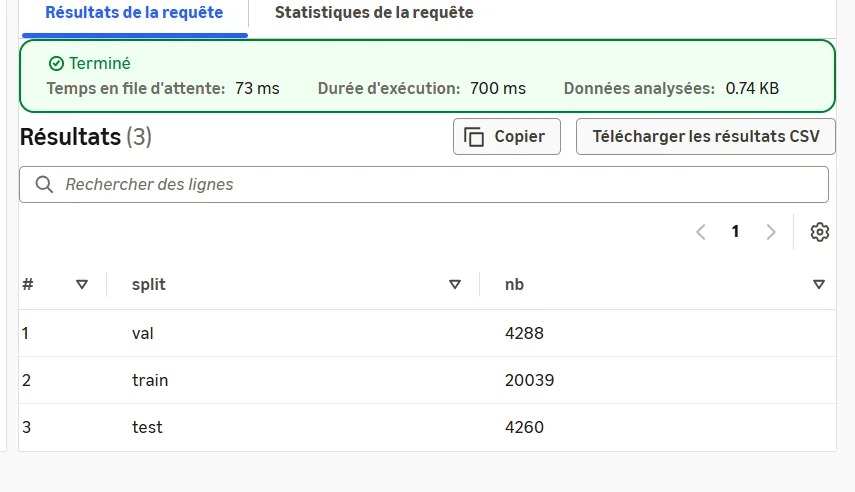 Résultats de la requête Statistiques de la requête
Terminé
Temps en file d'attente: 73 ms Durée d'exécution: 700 ms Données analysées: 0.74 KB
Résultats (3) Copier Télécharger les résultats CSV
Rechercher des lignes
1
# split nb
1 val 4288
2 train 20039
3 test 4260